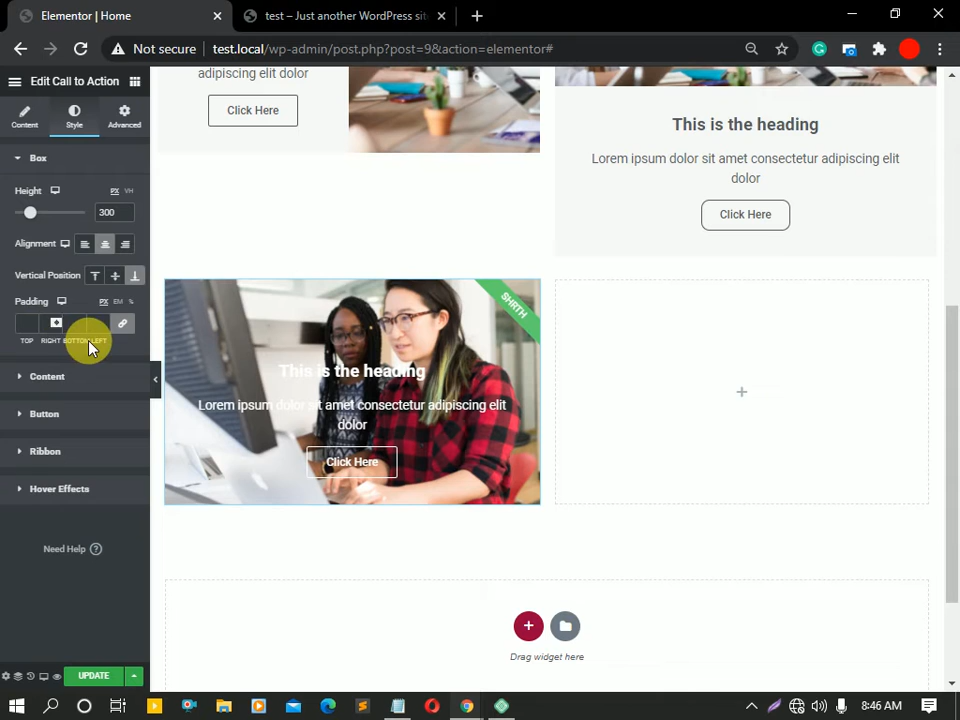 Elementor | Home
test – Just another WordPress sit
Not secure
test.local/wp-admin/post.php?post=9&action=elementor#
Edit Call to Action
Content
Style
Advanced
Box
Height
PX
VH
300
Alignment
Vertical Position
Padding
PX
EM
%
TOP
RIGHT
BOTTOM
LEFT
Content
Button
Ribbon
Hover Effects
Need Help
UPDATE
adipiscing elit dolor
Click Here
This is the heading
Lorem ipsum dolor sit amet consectetur adipiscing elit
dolor
Click Here
SHRTH
This is the heading
Lorem ipsum dolor sit amet consectetur adipiscing elit
dolor
Click Here
Drag widget here
8:46 AM